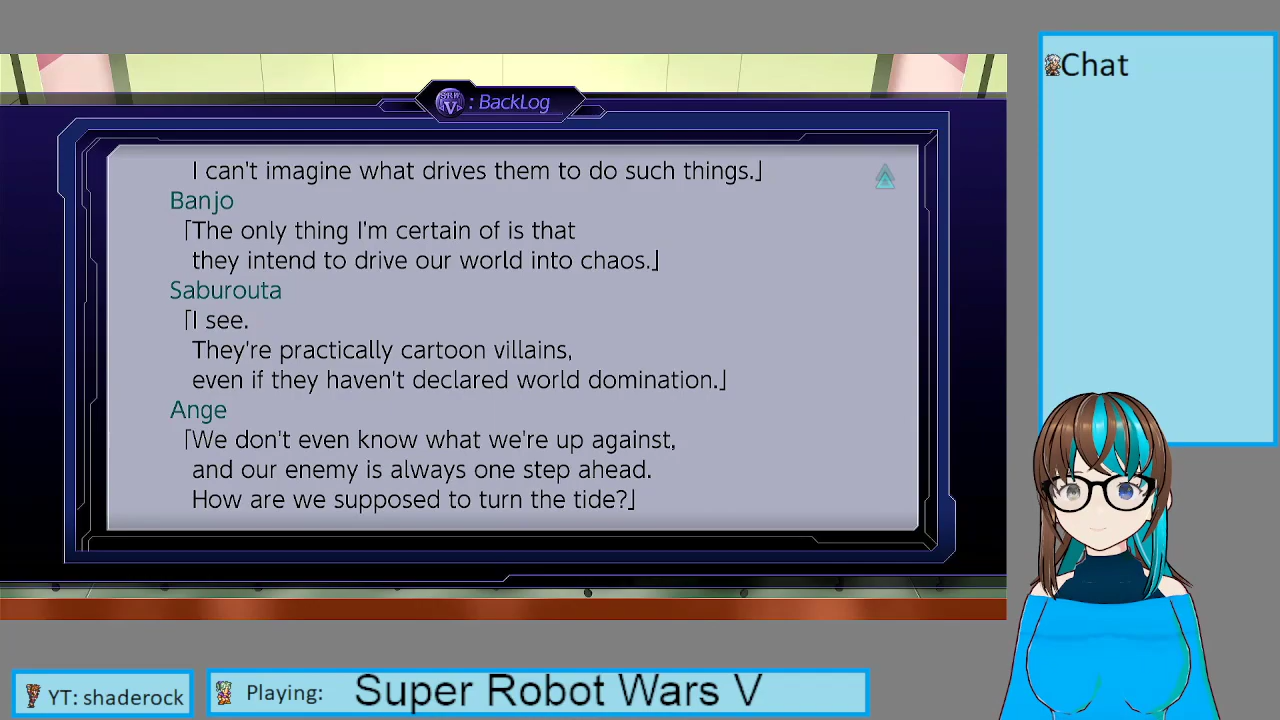 SRW V : BackLog
I can't imagine what drives them to do such things.」
Banjo
「The only thing I'm certain of is that
they intend to drive our world into chaos.」
Saburouta
「I see.
They're practically cartoon villains,
even if they haven't declared world domination.」
Ange
「We don't even know what we're up against,
and our enemy is always one step ahead.
How are we supposed to turn the tide?」
Chat
YT: shaderock
Playing: Super Robot Wars V